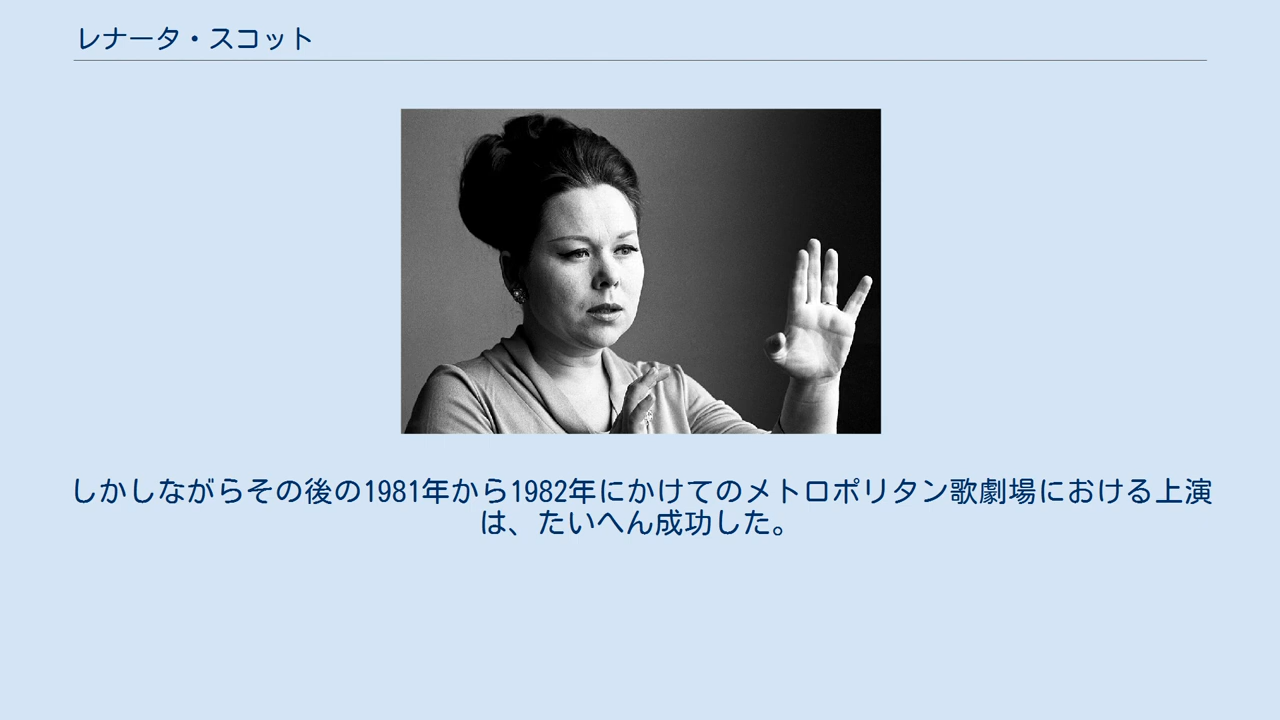 レナータ・スコット
しかしながらその後の1981年から1982年にかけてのメトロポリタン歌劇場における上演
は、たいへん成功した。